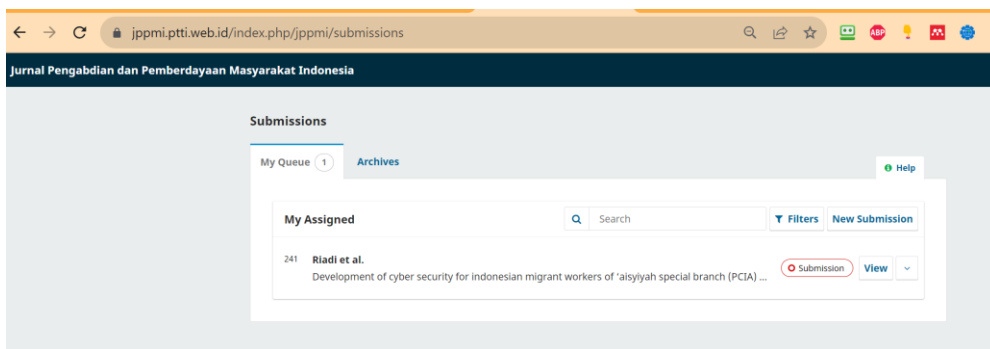 jppmi.ptti.web.id/index.php/jppmi/submissions
ABP
Jurnal Pengabdian dan Pemberdayaan Masyarakat Indonesia
Submissions
My Queue 1 Archives
Help
My Assigned Search Filters New Submission
241 Riadi et al.
Development of cyber security for indonesian migrant workers of 'aisyiyah special branch (PCIA) ... Submission View